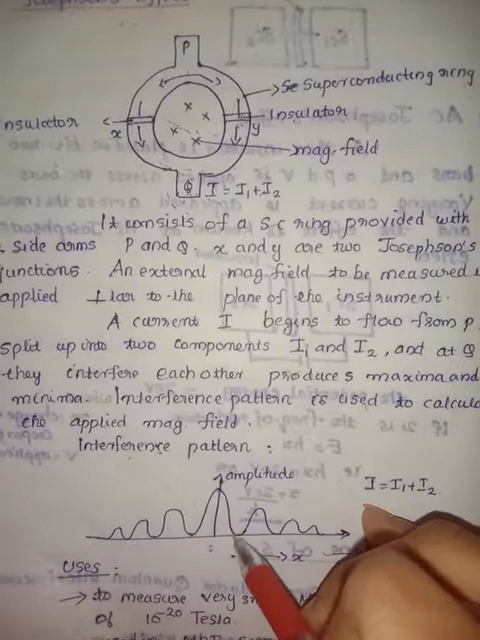 P
Superconducting ring
Insulator
nsulator
x
y
mag. field
Q
I = I1 + I2
It consists of a s c ring provided with
side arms P and Q. x and y are two Josephson's
junctions. An external mag. field to be measured
applied ⊥lar to the plane of the instrument.
A current I begins to flow from p.
split up into two components I1 and I2, and at Q
they interfere each other produces maxima and
minima. Interference pattern is used to calcul
the applied mag. field.
Interference pattern :
amplitude
I = I1 + I2
x
Uses :
→ to measure very
of 10^-20 Tesla.